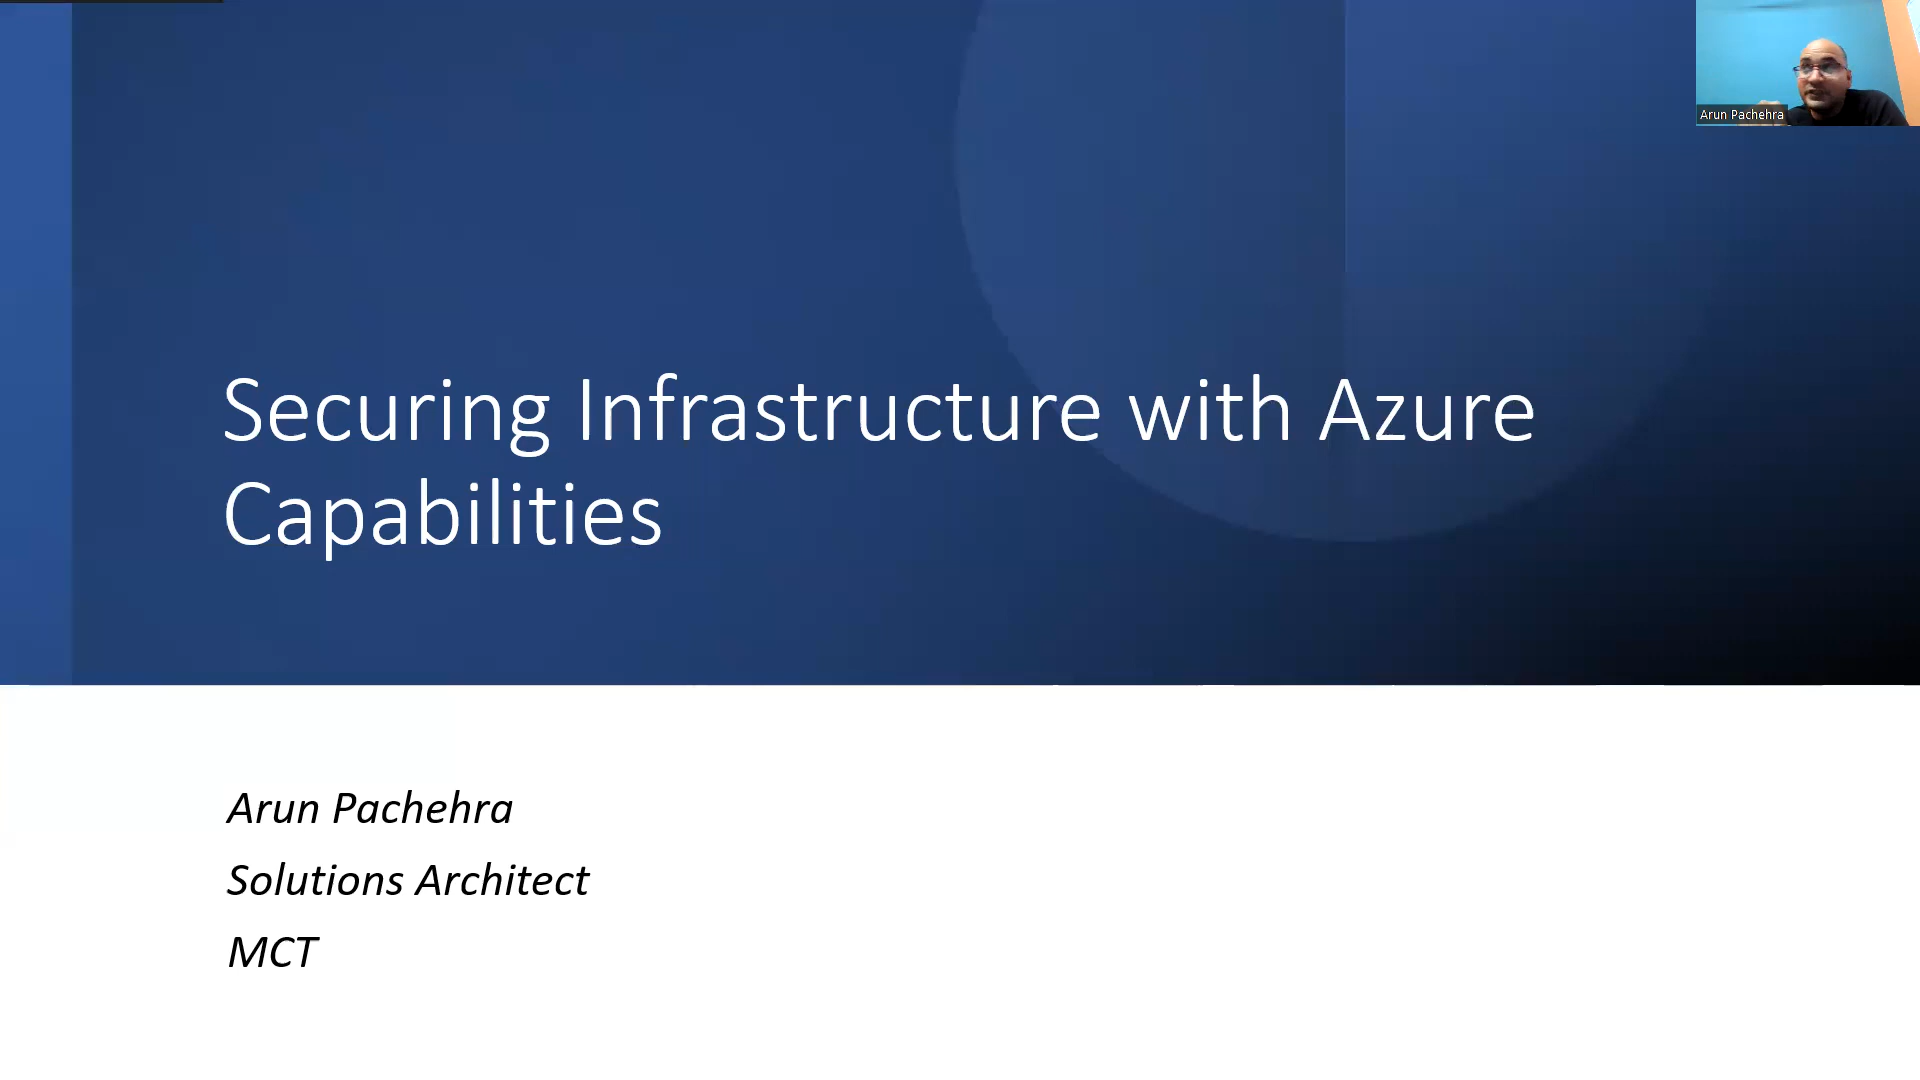 Arun Pachehra
Securing Infrastructure with Azure
Capabilities
Arun Pachehra
Solutions Architect
MCT